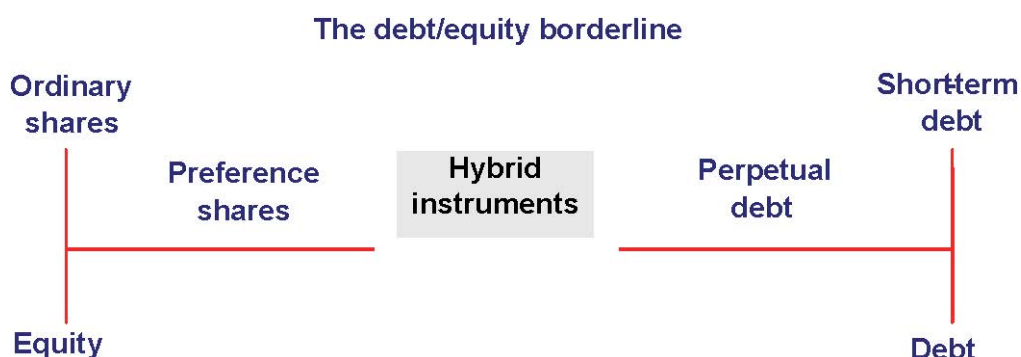 The debt/equity borderline
Ordinary
shares
Short-term
debt
Preference
shares
Hybrid
instruments
Perpetual
debt
Equity
Debt